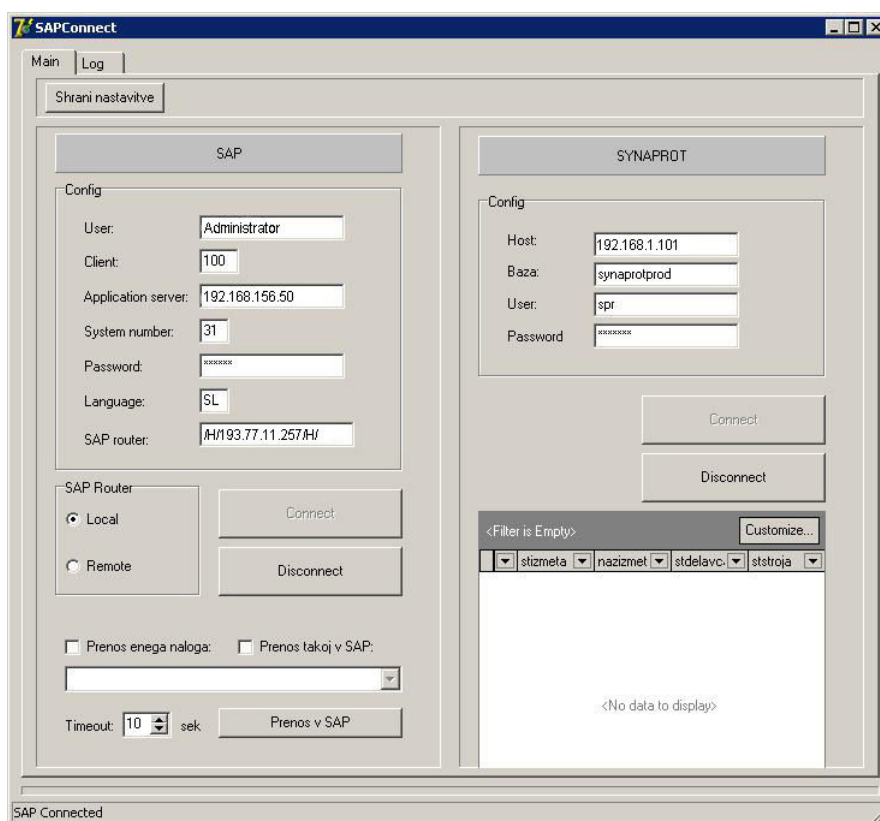 SAPConnect
Main Log
Shrani nastavitve
SAP
Config
User: Administrator
Client: 100
Application server: 192.168.156.50
System number: 31
Password: ******
Language: SL
SAP router: /H/193.77.11.257/H/
SAP Router
Local
Remote
Connect
Disconnect
Prenos enega naloga: Prenos takoj v SAP:
Timeout: 10 sek Prenos v SAP
SYNAPROT
Config
Host: 192.168.1.101
Baza: synaprotprod
User: spr
Password *******
Connect
Disconnect
<Filter is Empty> Customize...
stizmeta nazizmet stdelavc. ststroja
<No data to display>
SAP Connected